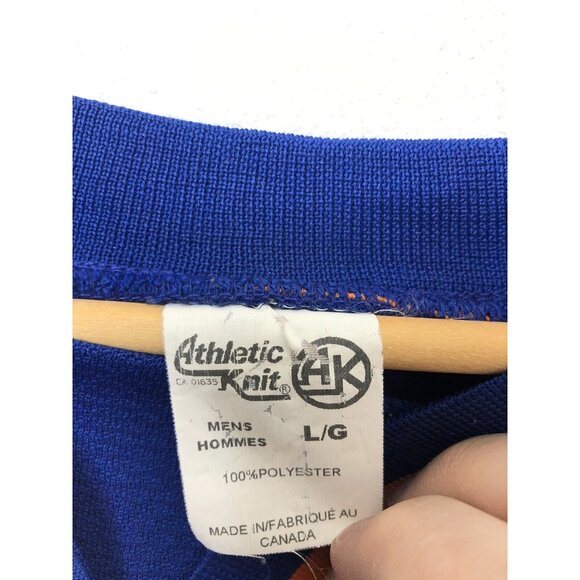 Athletic
Knit®
AK
CA 01635
MENS
HOMMES
L/G
100%POLYESTER
MADE IN/FABRIQUÉ AU
CANADA